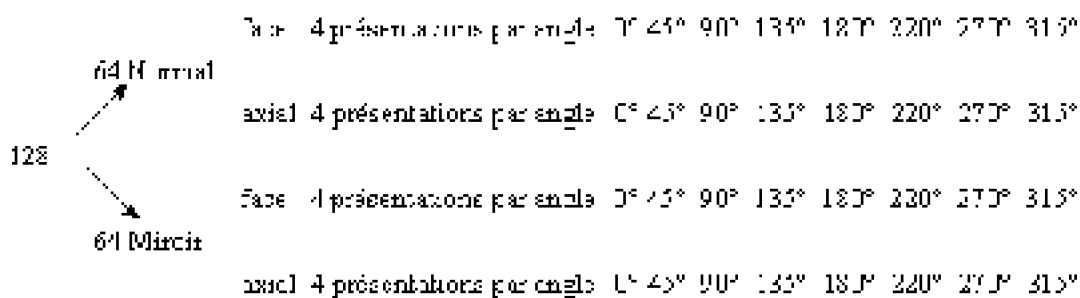 face 4 présentations par angle 0° 45° 90° 135° 180° 220° 270° 315°
64 Normal
axial 4 présentations par angle 0° 45° 90° 135° 180° 220° 270° 315°
128
face 4 présentations par angle 0° 45° 90° 135° 180° 220° 270° 315°
64 Miroir
axial 4 présentations par angle 0° 45° 90° 135° 180° 220° 270° 315°